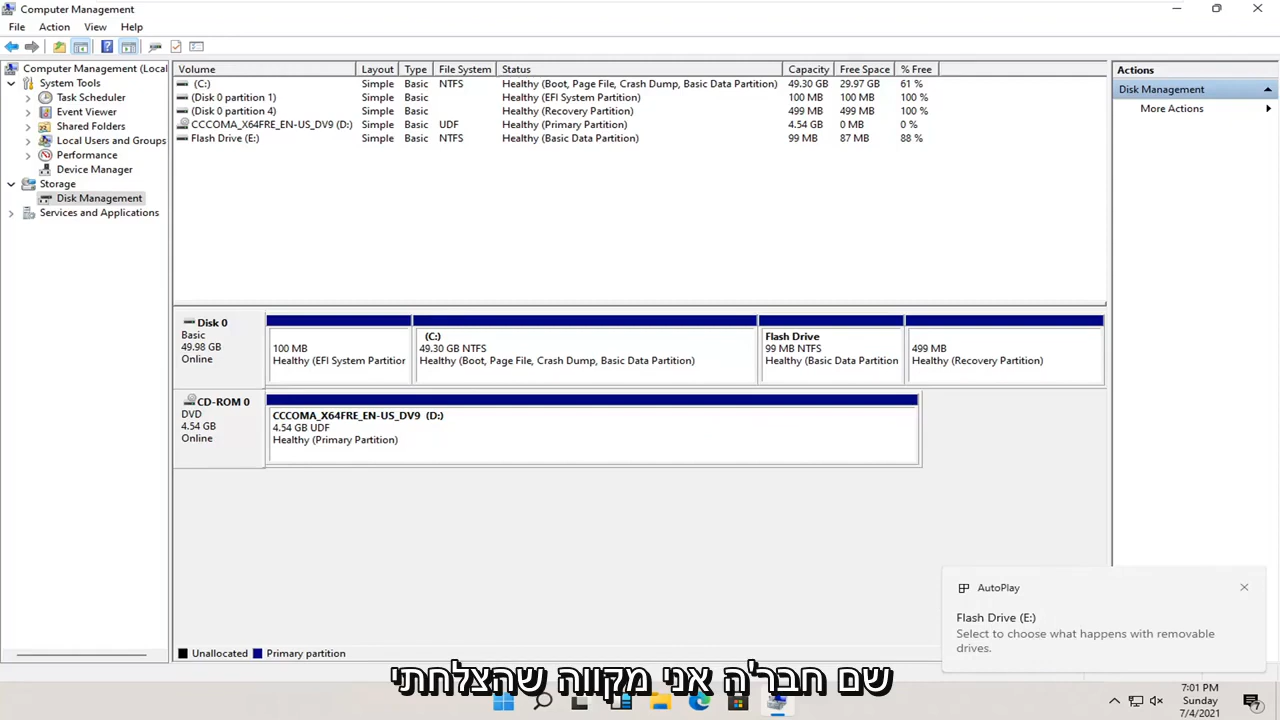 Computer Management
File Action View Help
Computer Management (Local
System Tools
Task Scheduler
Event Viewer
Shared Folders
Local Users and Groups
Performance
Device Manager
Storage
Disk Management
Services and Applications
Volume Layout Type File System Status Capacity Free Space % Free
(C:) Simple Basic NTFS Healthy (Boot, Page File, Crash Dump, Basic Data Partition) 49.30 GB 29.97 GB 61 %
(Disk 0 partition 1) Simple Basic Healthy (EFI System Partition) 100 MB 100 MB 100 %
(Disk 0 partition 4) Simple Basic Healthy (Recovery Partition) 499 MB 499 MB 100 %
CCCOMA_X64FRE_EN-US_DV9 (D:) Simple Basic UDF Healthy (Primary Partition) 4.54 GB 0 MB 0 %
Flash Drive (E:) Simple Basic NTFS Healthy (Basic Data Partition) 99 MB 87 MB 88 %
Actions
Disk Management
More Actions
Disk 0
Basic
49.98 GB
Online
100 MB
Healthy (EFI System Partitior
(C:)
49.30 GB NTFS
Healthy (Boot, Page File, Crash Dump, Basic Data Partition)
Flash Drive
99 MB NTFS
Healthy (Basic Data Partition
499 MB
Healthy (Recovery Partition)
CD-ROM 0
DVD
4.54 GB
Online
CCCOMA_X64FRE_EN-US_DV9 (D:)
4.54 GB UDF
Healthy (Primary Partition)
AutoPlay
Flash Drive (E:)
Select to choose what happens with removable
drives.
Unallocated Primary partition
שם חבר'ה אני מקווה שהצלחתי
7:01 PM
Sunday
7/4/2021
7